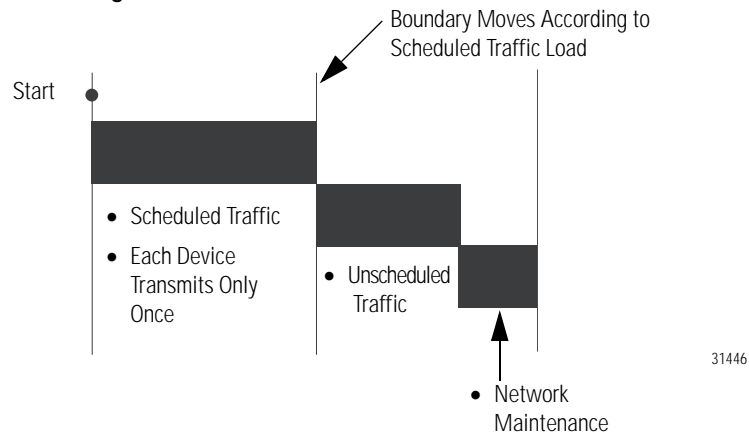 Boundary Moves According to
Scheduled Traffic Load
Start
• Scheduled Traffic
• Each Device
Transmits Only
Once
• Unscheduled
Traffic
31446
• Network
Maintenance